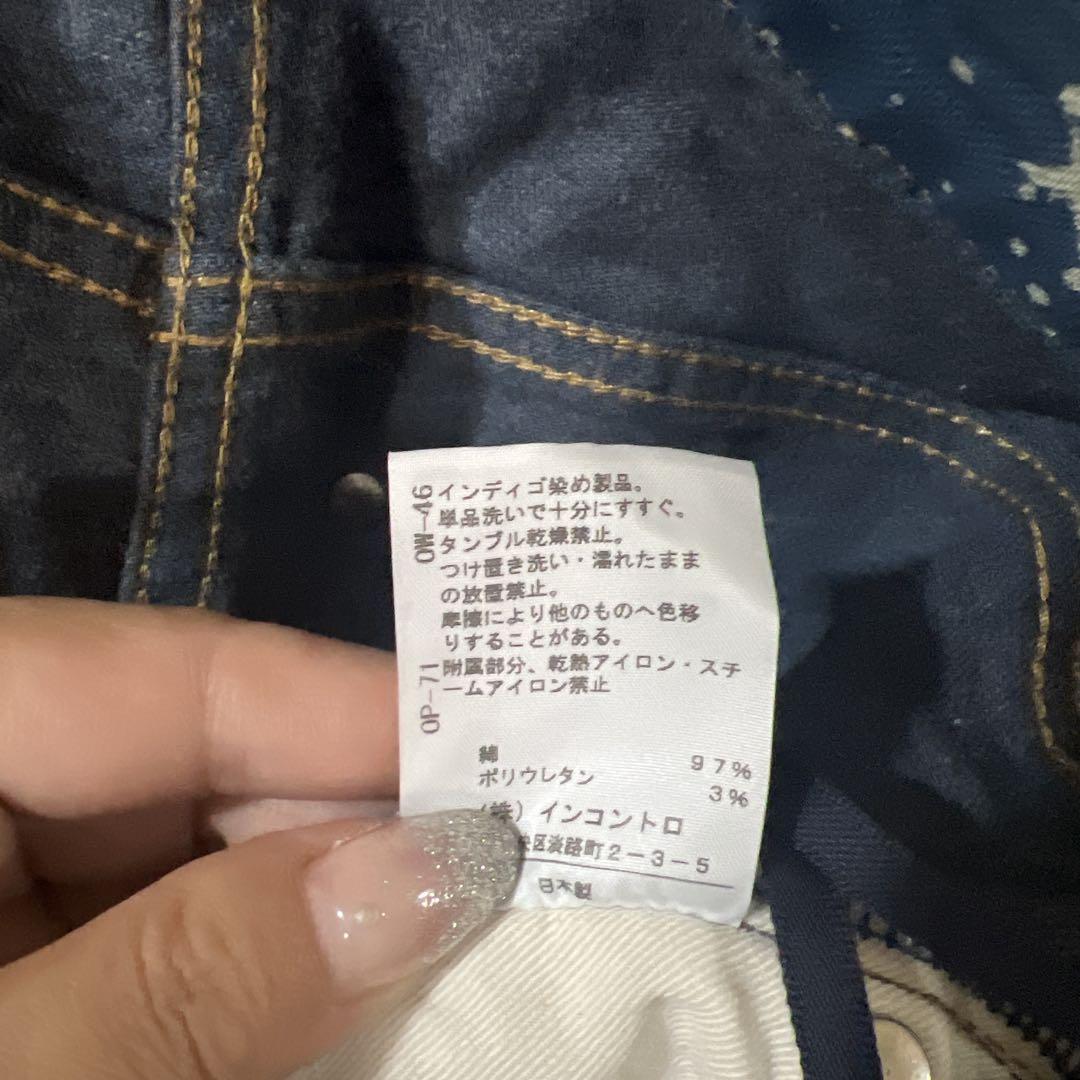 インディゴ染め製品。
単品洗いで十分にすすぐ。
タンブル乾燥禁止。
つけ置き洗い・濡れたまま
の放置禁止。
摩擦により他のものへ色移
りすることがある。
附属部分、乾熱アイロン・スチ
ームアイロン禁止
OW-46
OP-71
綿 97%
ポリウレタン 3%
(株)インコントロ
区淡路町2-3-5
日本製